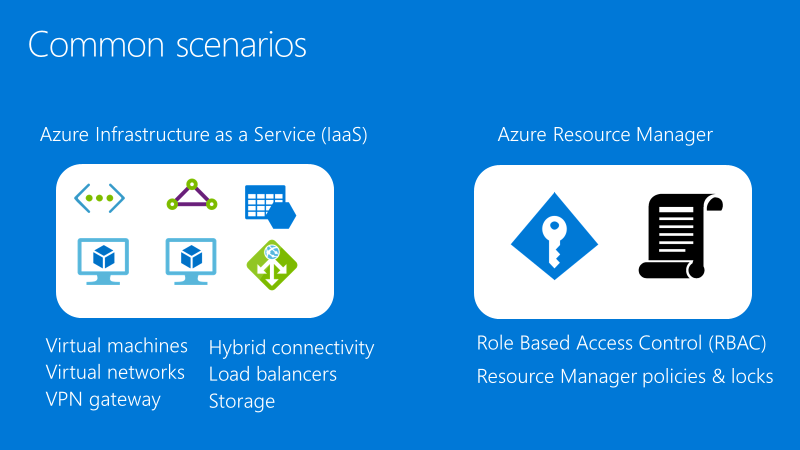 Common scenarios
Azure Infrastructure as a Service (IaaS)
Virtual machines
Virtual networks
VPN gateway
Hybrid connectivity
Load balancers
Storage
Azure Resource Manager
Role Based Access Control (RBAC)
Resource Manager policies & locks